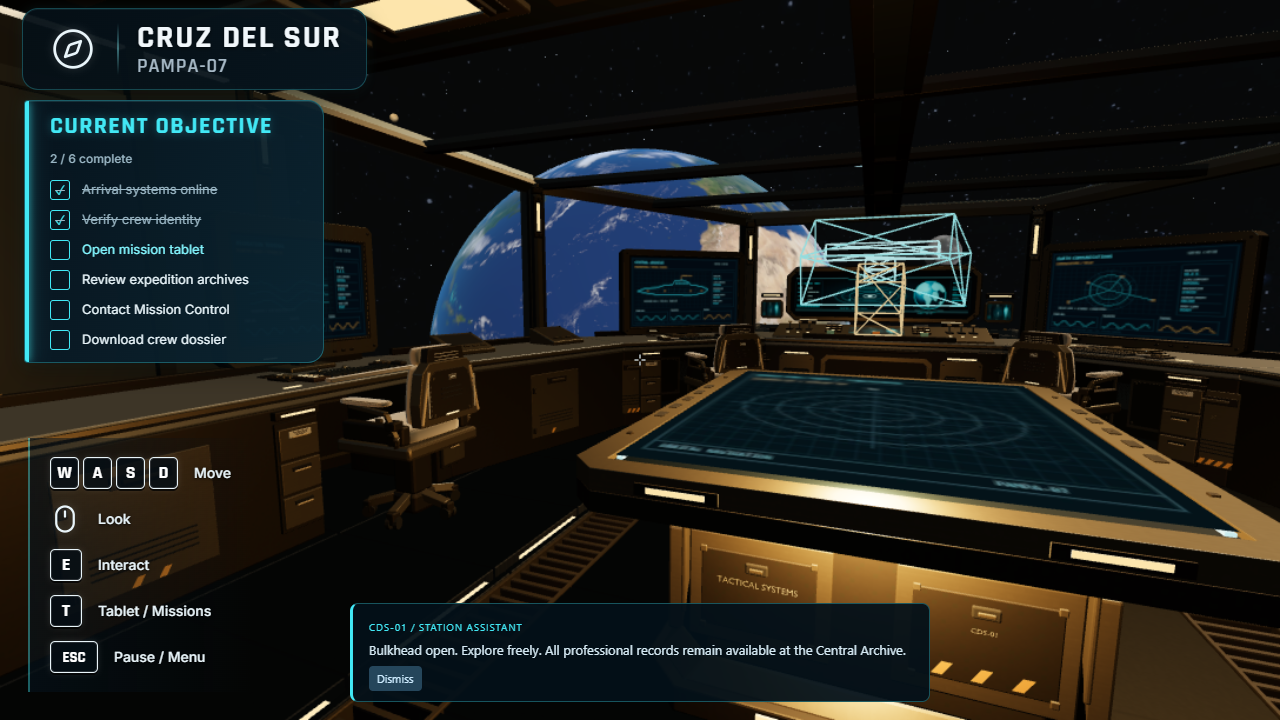 CRUZ DEL SUR
PAMPA-07
CURRENT OBJECTIVE
2 / 6 complete
Arrival systems online
Verify crew identity
Open mission tablet
Review expedition archives
Contact Mission Control
Download crew dossier
W A S D Move
Look
E Interact
T Tablet / Missions
ESC Pause / Menu
PAMPA-07
TACTICAL SYSTEMS
CDS-01
CDS-01 / STATION ASSISTANT
Bulkhead open. Explore freely. All professional records remain available at the Central Archive.
Dismiss